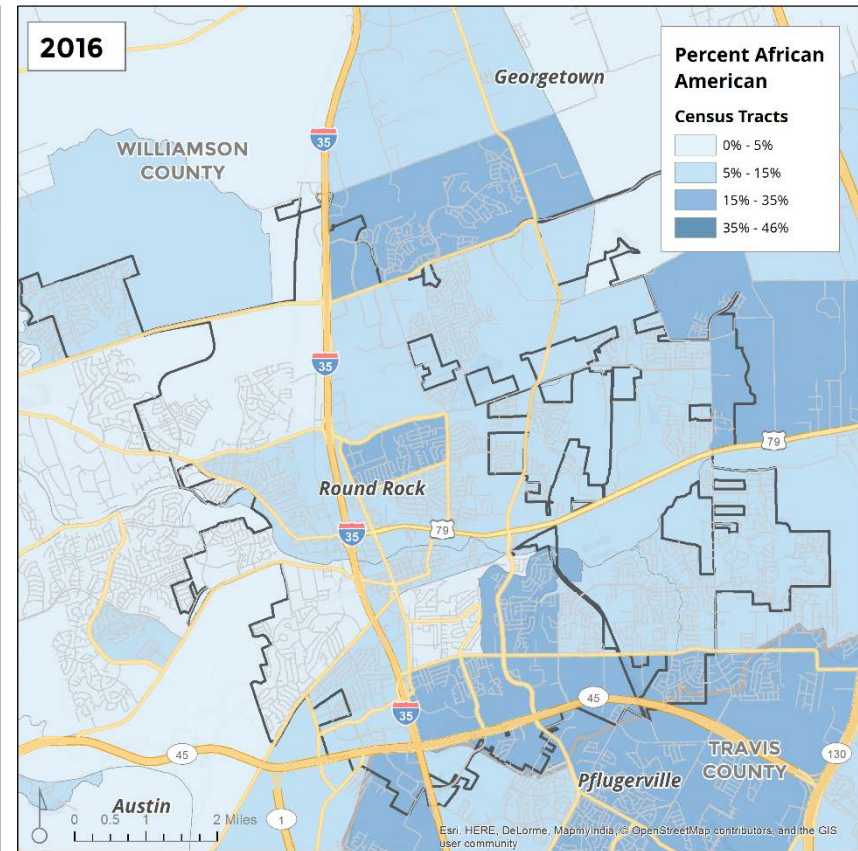 2016
Percent African
American
Census Tracts
0% - 5%
5% - 15%
15% - 35%
35% - 46%
Georgetown
WILLIAMSON
COUNTY
35
35
79
Round Rock
79
35
35
45
45
TRAVIS
COUNTY
130
Pflugerville
Austin
1
0 0.5 1 2 Miles
Esri, HERE, DeLorme, MapmyIndia, © OpenStreetMap contributors, and the GIS
user community